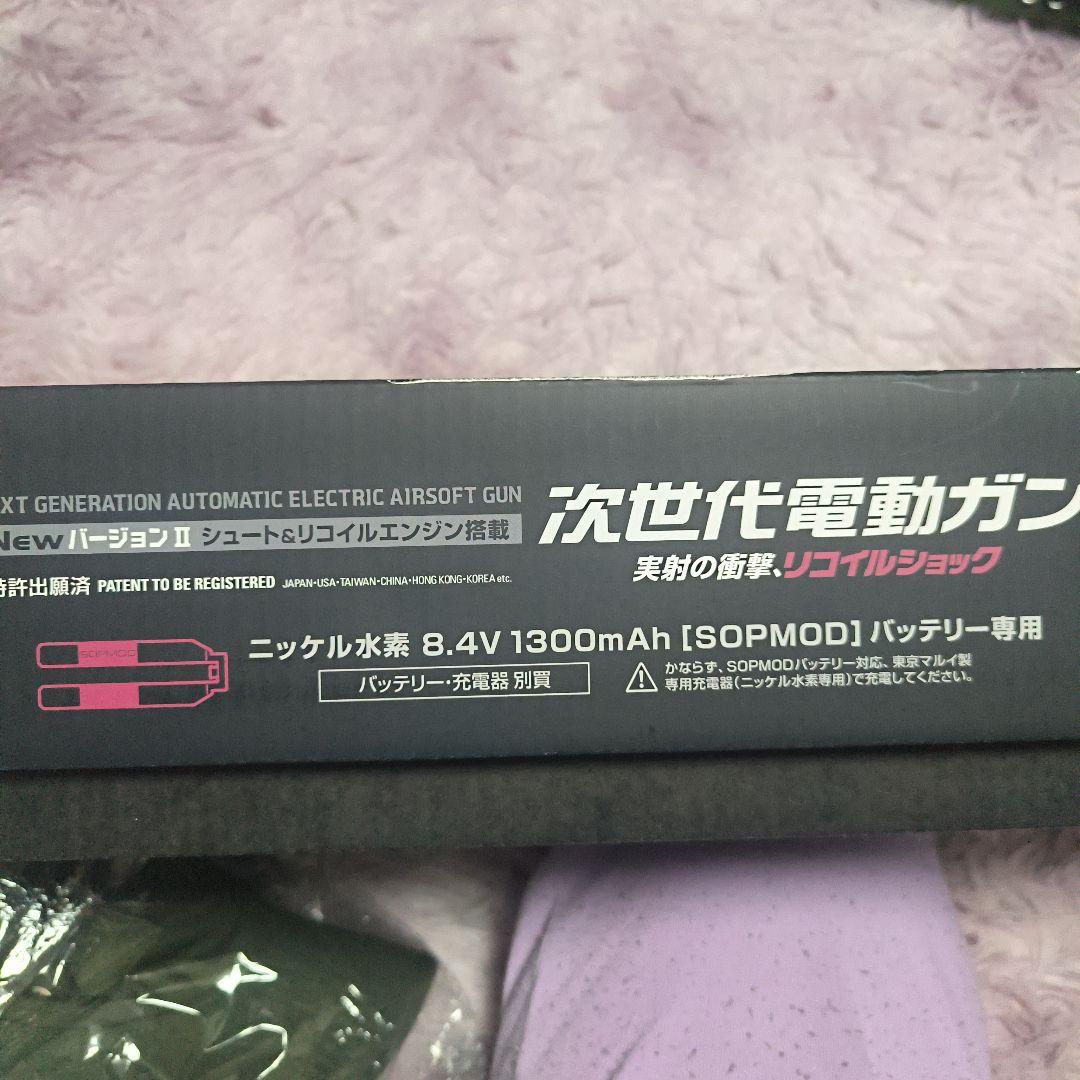 XT GENERATION AUTOMATIC ELECTRIC AIRSOFT GUN
New バージョンⅡ シュート&リコイルエンジン搭載
特許出願済 PATENT TO BE REGISTERED JAPAN・USA・TAIWAN・CHINA・HONG KONG・KOREA etc.
次世代電動ガン
実射の衝撃、リコイルショック
SOPMOD
ニッケル水素 8.4V 1300mAh [SOPMOD] バッテリー専用
バッテリー・充電器 別買
かならず、SOPMODバッテリー対応、東京マルイ製
専用充電器(ニッケル水素専用)で充電してください。